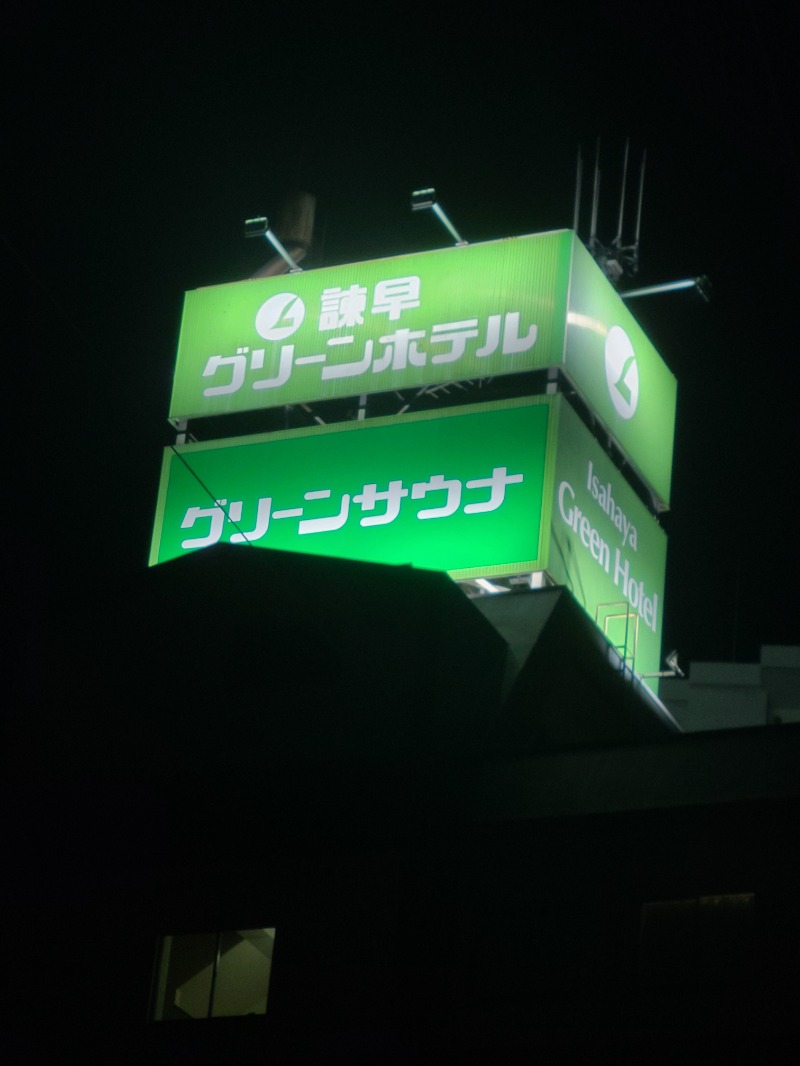 諫早
グリーンホテル
グリーンサウナ
Isahaya
Green Hotel